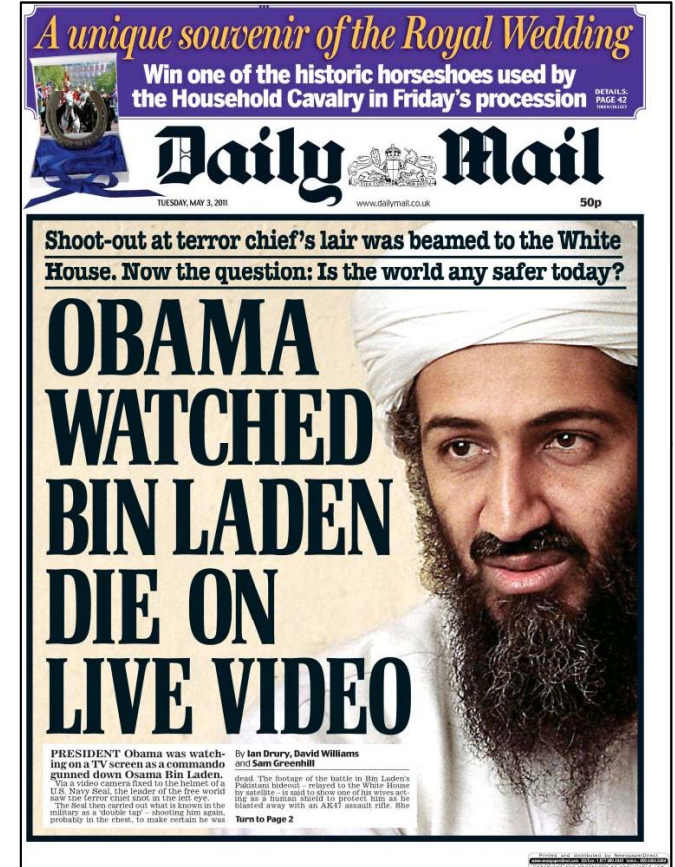 A unique souvenir of the Royal Wedding
Win one of the historic horseshoes used by
the Household Cavalry in Friday's procession
DETAILS:
PAGE 42
Daily Mail
TUESDAY, MAY 3, 2011
www.dailymail.co.uk
50p
Shoot-out at terror chief's lair was beamed to the White
House. Now the question: Is the world any safer today?
OBAMA
WATCHED
BIN LADEN
DIE ON
LIVE VIDEO
PRESIDENT Obama was watch-
ing on a TV screen as a commando
gunned down Osama Bin Laden.
Via a video camera fixed to the helmet of a
U.S. Navy Seal, the leader of the free world
saw the terror chief shot in the left eye.
The Seal then carried out what is known in the
military as a 'double tap' – shooting him again,
probably in the chest, to make certain he was
By Ian Drury, David Williams
and Sam Greenhill
dead. The footage of the battle in Bin Laden's
Pakistani hideout – relayed to the White House
by satellite – is said to show one of his wives act-
ing as a human shield to protect him as he
blasted away with an AK47 assault rifle. She
Turn to Page 2
Printed and distributed by NewspaperDirect